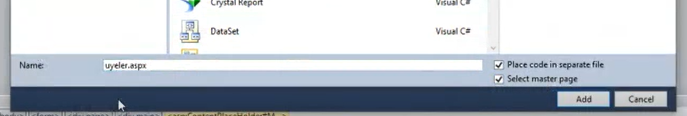 Crystal Report Visual C#
DataSet Visual C#
Name: uyeler.aspx Place code in separate file
Select master page
Add Cancel